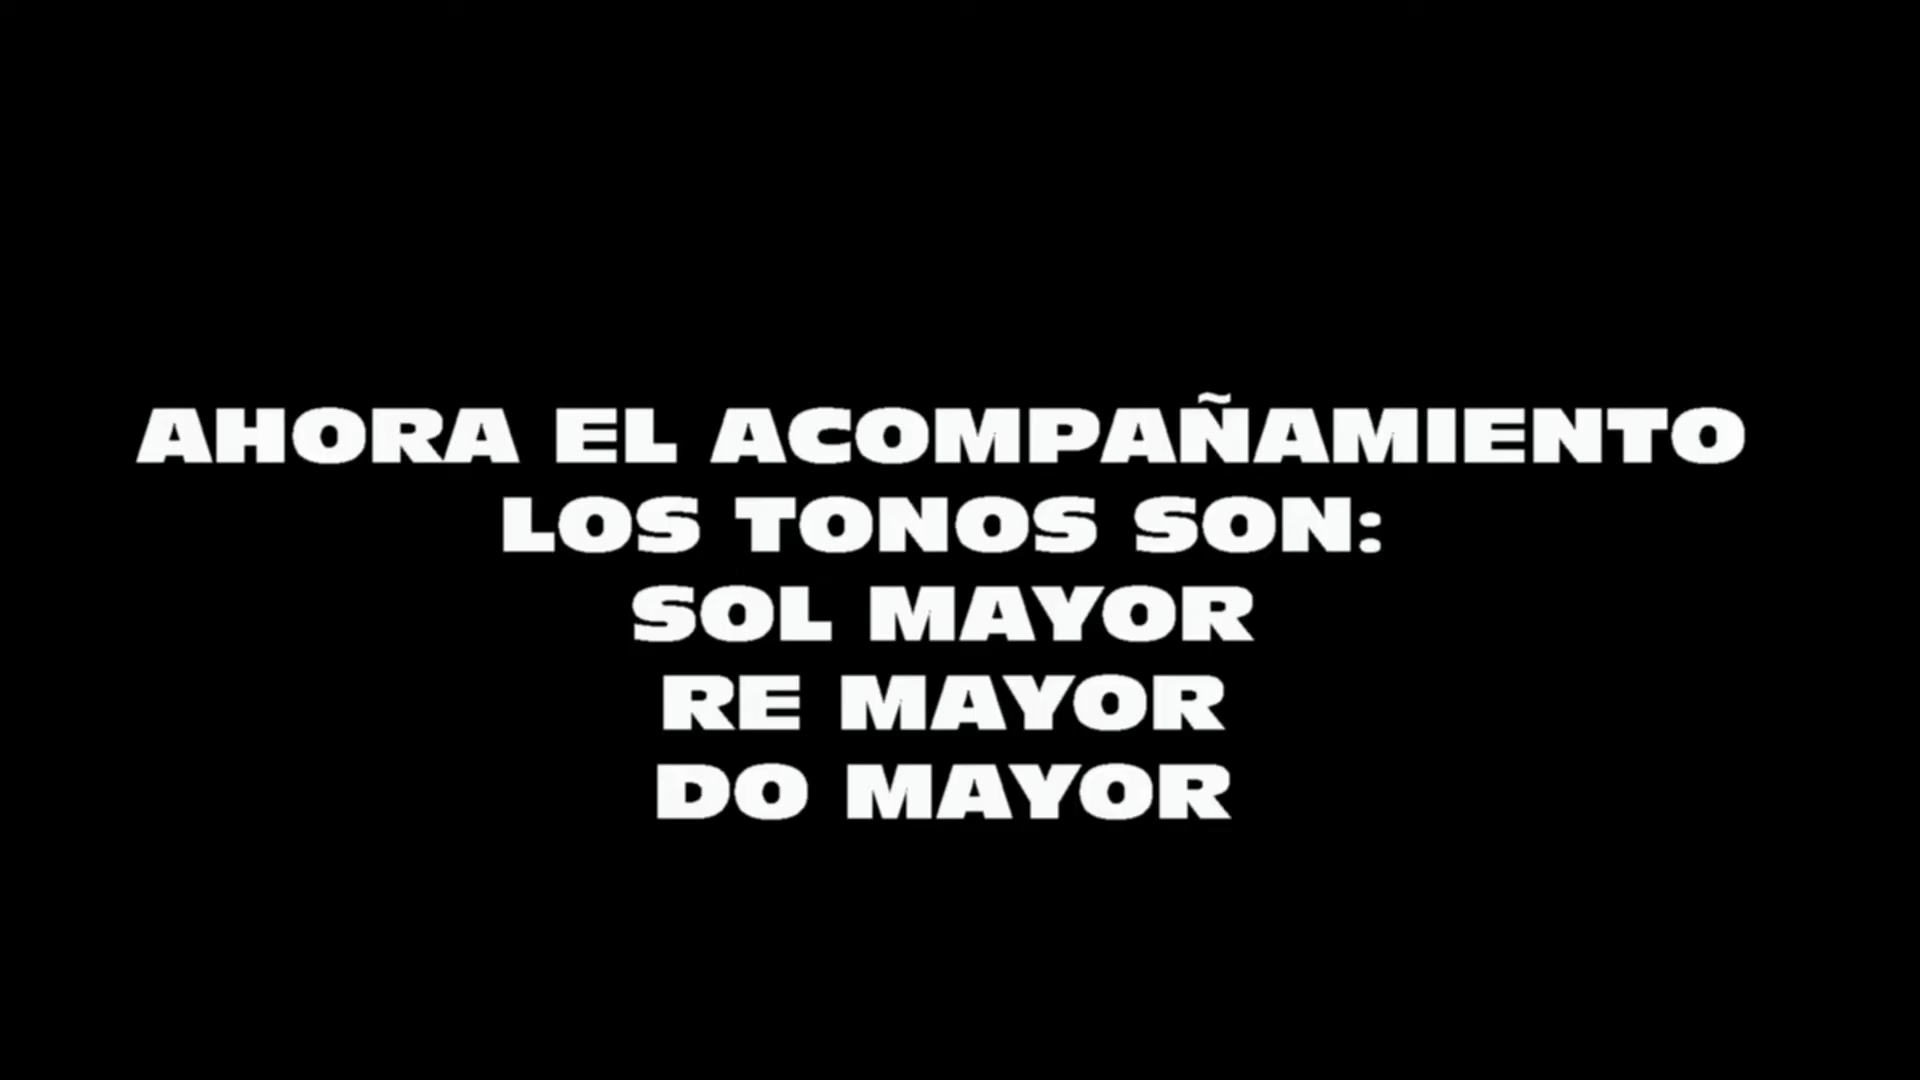 AHORA EL ACOMPAÑAMIENTO
LOS TONOS SON:
SOL MAYOR
RE MAYOR
DO MAYOR